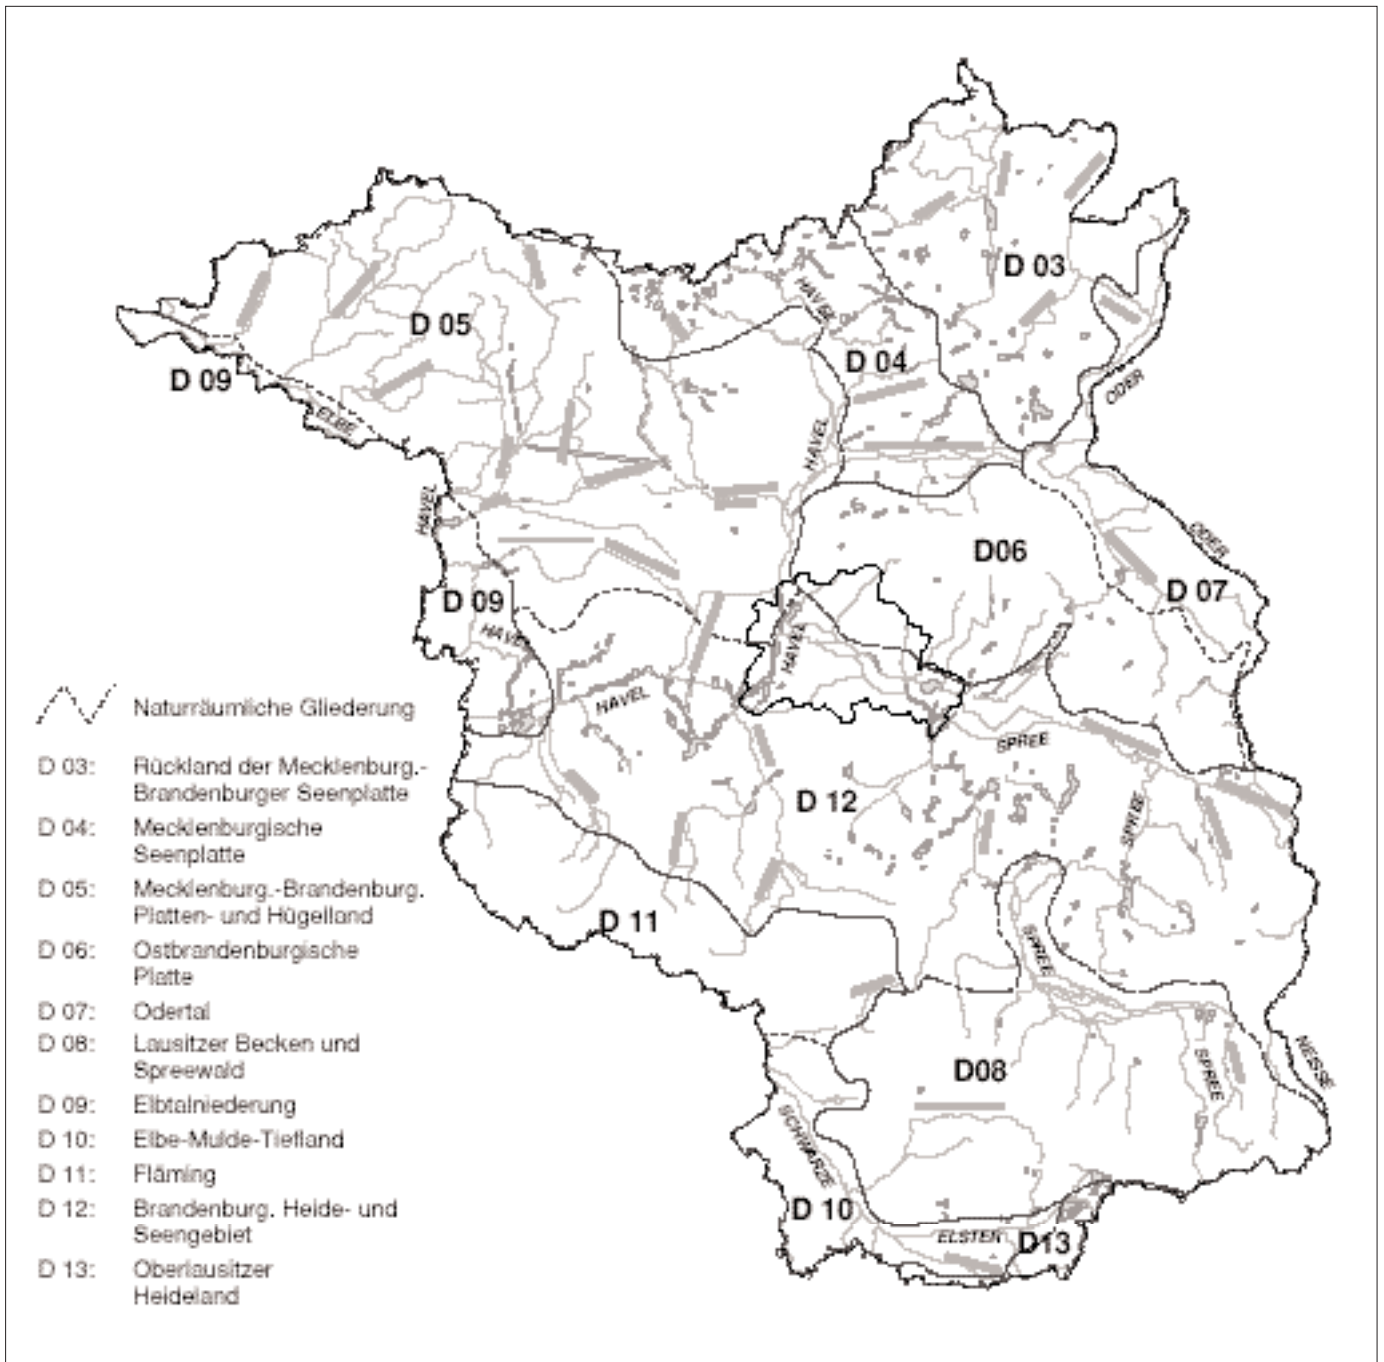 D 03
HAVEL
D 05
D 04
D 09
ODER
ELBE
HAVEL
HAVEL
ODER
D06
D 07
D 09
HAVEL
HAVEL
HAVEL
Naturräumliche Gliederung
SPREE
D 03: Rückland der Mecklenburg.-
Brandenburger Seenplatte
D 12
SPREE
D 04: Mecklenburgische
Seenplatte
D 05: Mecklenburg.-Brandenburg.
Platten- und Hügelland
D 11
D 06: Ostbrandenburgische
Platte
SPREE
D 07: Odertal
D 08: Lausitzer Becken und
Spreewald
D08
SPREE
NEISSE
D 09: Elbtalniederung
D 10: Elbe-Mulde-Tiefland
SCHWARZE
D 11: Fläming
D 12: Brandenburg. Heide- und
Seengebiet
D 10
ELSTER
D13
D 13: Oberlausitzer
Heideland